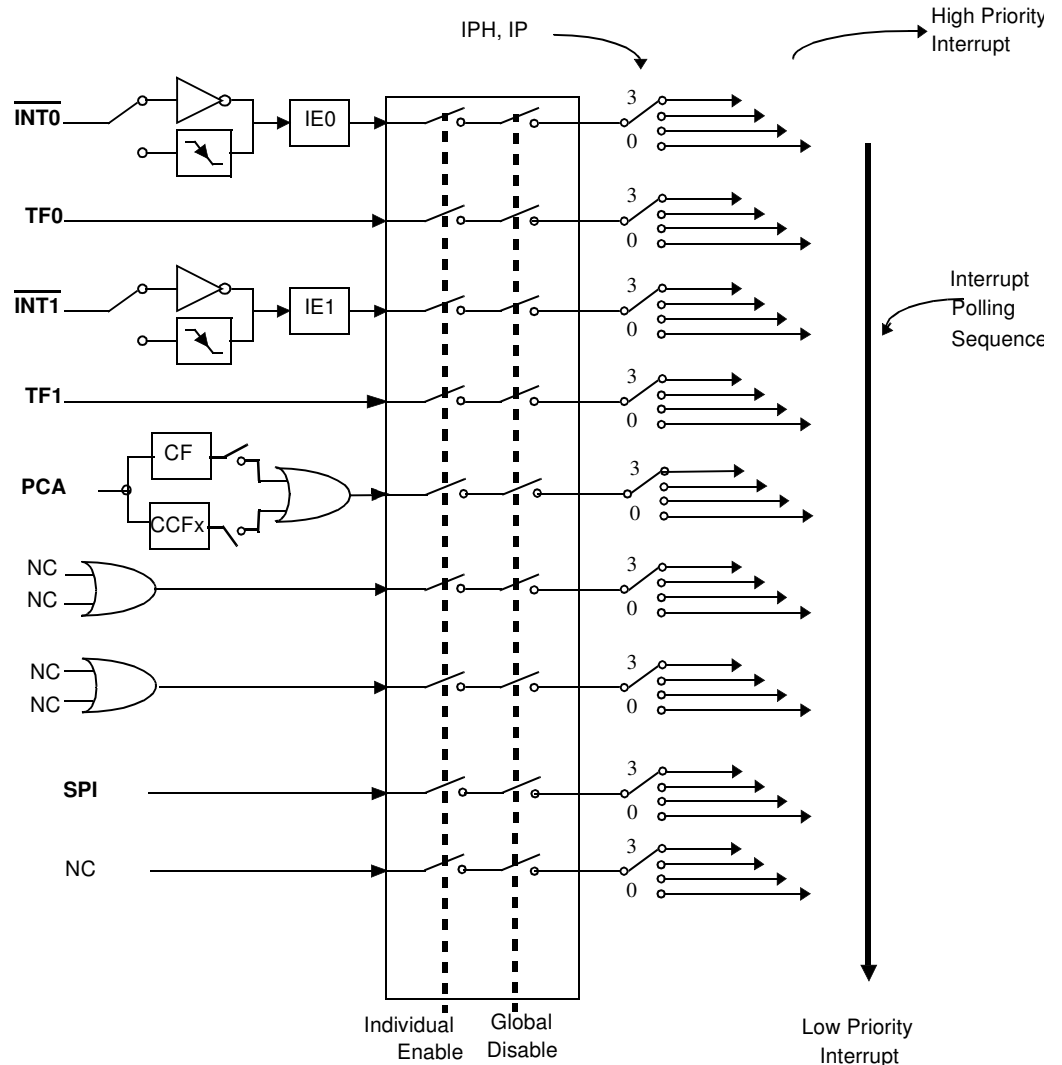 IPH, IP
High Priority
Interrupt
INT0
IE0
3
0
TF0
3
0
INT1
IE1
3
0
Interrupt
Polling
Sequence
TF1
3
0
PCA
CF
CCFx
3
0
NC
NC
3
0
NC
NC
3
0
SPI
3
0
NC
3
0
Individual
Enable
Global
Disable
Low Priority
Interrupt